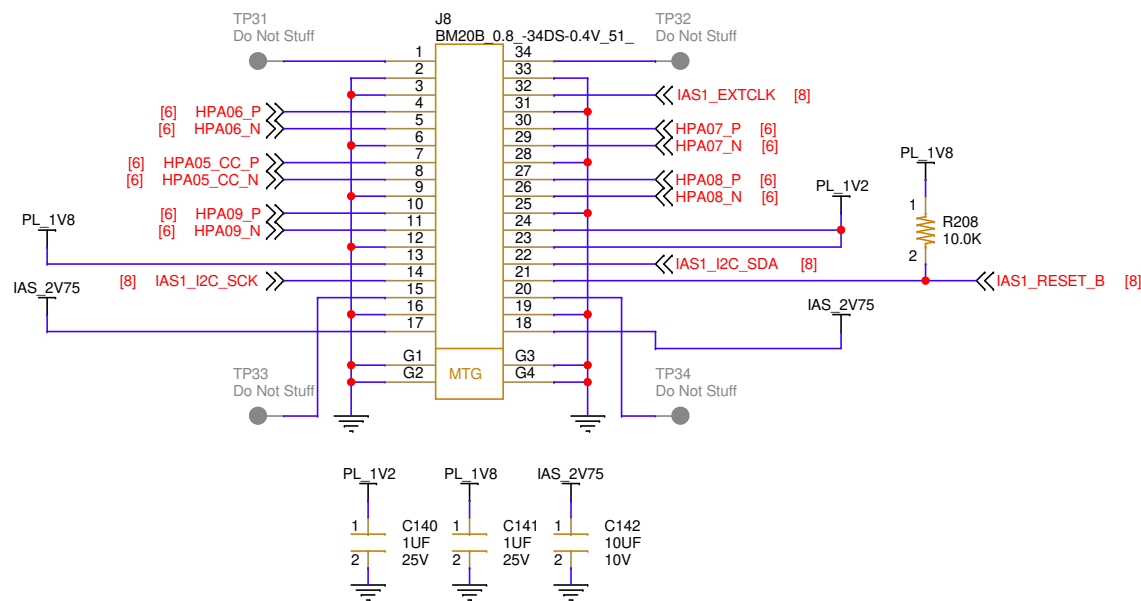 TP31
Do Not Stuff
J8
BM20B_0.8_-34DS-0.4V_51_
TP32
Do Not Stuff
1 34
2 33
3 32 IAS1_EXTCLK [8]
[6] HPA06_P 4 31
[6] HPA06_N 5 30 HPA07_P [6]
6 29 HPA07_N [6]
[6] HPA05_CC_P 7 28
[6] HPA05_CC_N 8 27 HPA08_P [6]
9 26 HPA08_N [6]
[6] HPA09_P 10 25
[6] HPA09_N 11 24
12 23
13 22 IAS1_I2C_SDA [8]
[8] IAS1_I2C_SCK 14 21 IAS1_RESET_B [8]
15 20
16 19
17 18
PL_1V8
IAS_2V75
PL_1V2
PL_1V8
1
R208
10.0K
2
IAS_2V75
G1 MTG G3
G2 G4
TP33
Do Not Stuff
TP34
Do Not Stuff
PL_1V2
1 C140
1UF
2 25V
PL_1V8
1 C141
1UF
2 25V
IAS_2V75
1 C142
10UF
2 10V